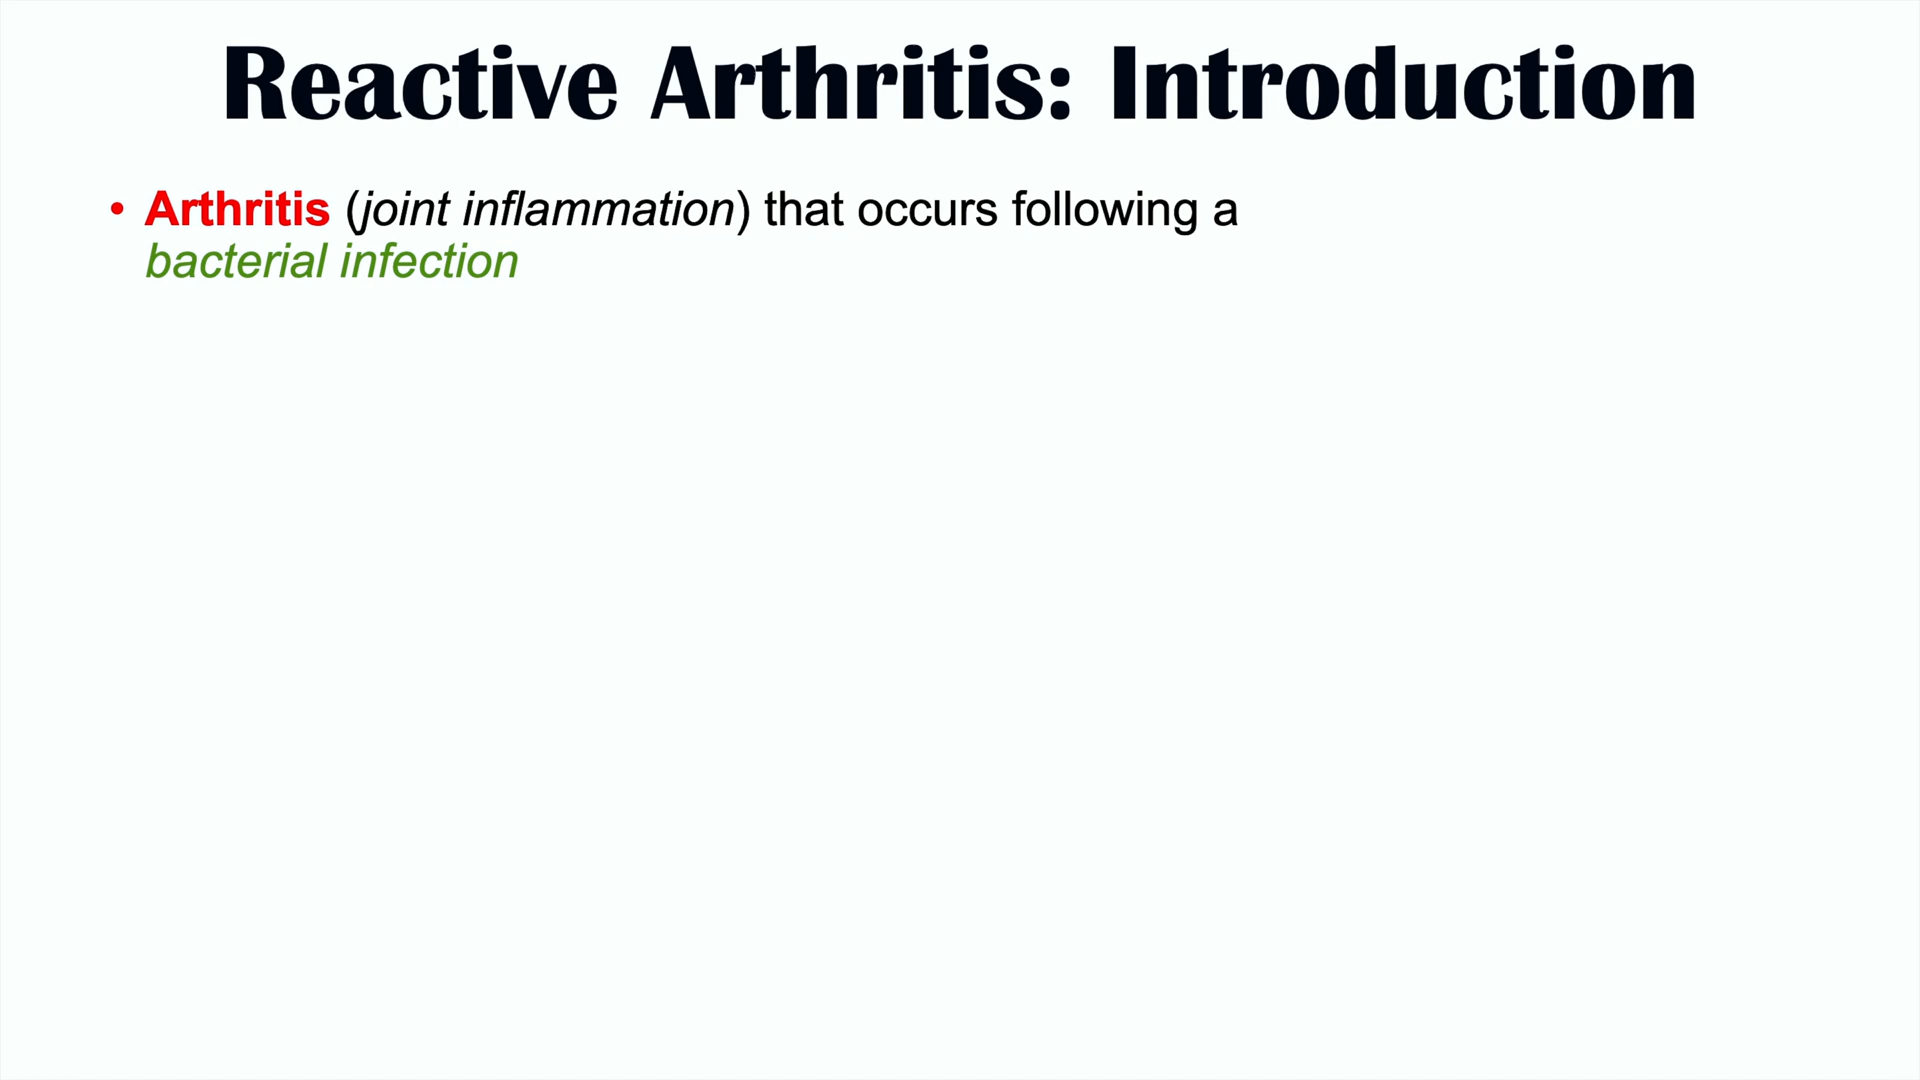 Reactive Arthritis: Introduction
• Arthritis (joint inflammation) that occurs following a
bacterial infection